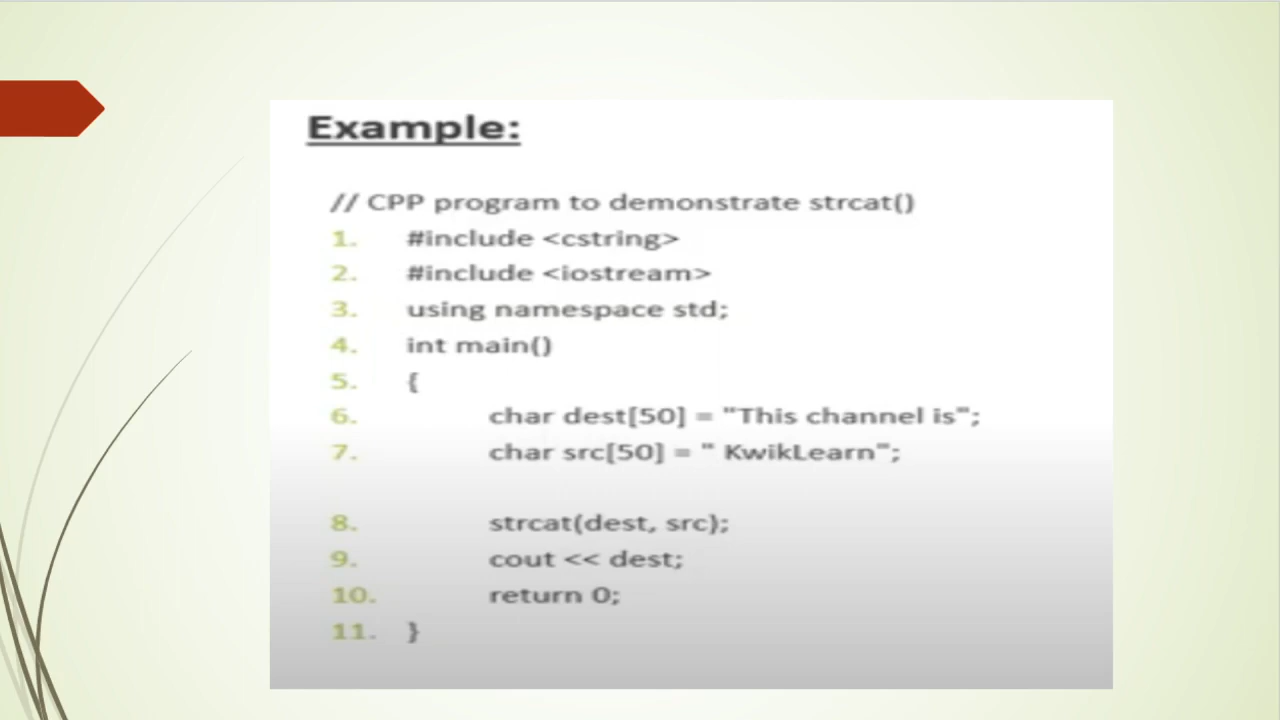 Example:
// CPP program to demonstrate strcat()
1. #include <cstring>
2. #include <iostream>
3. using namespace std;
4. int main()
5. {
6. char dest[50] = "This channel is";
7. char src[50] = " KwikLearn";
8. strcat(dest, src);
9. cout << dest;
10. return 0;
11. }